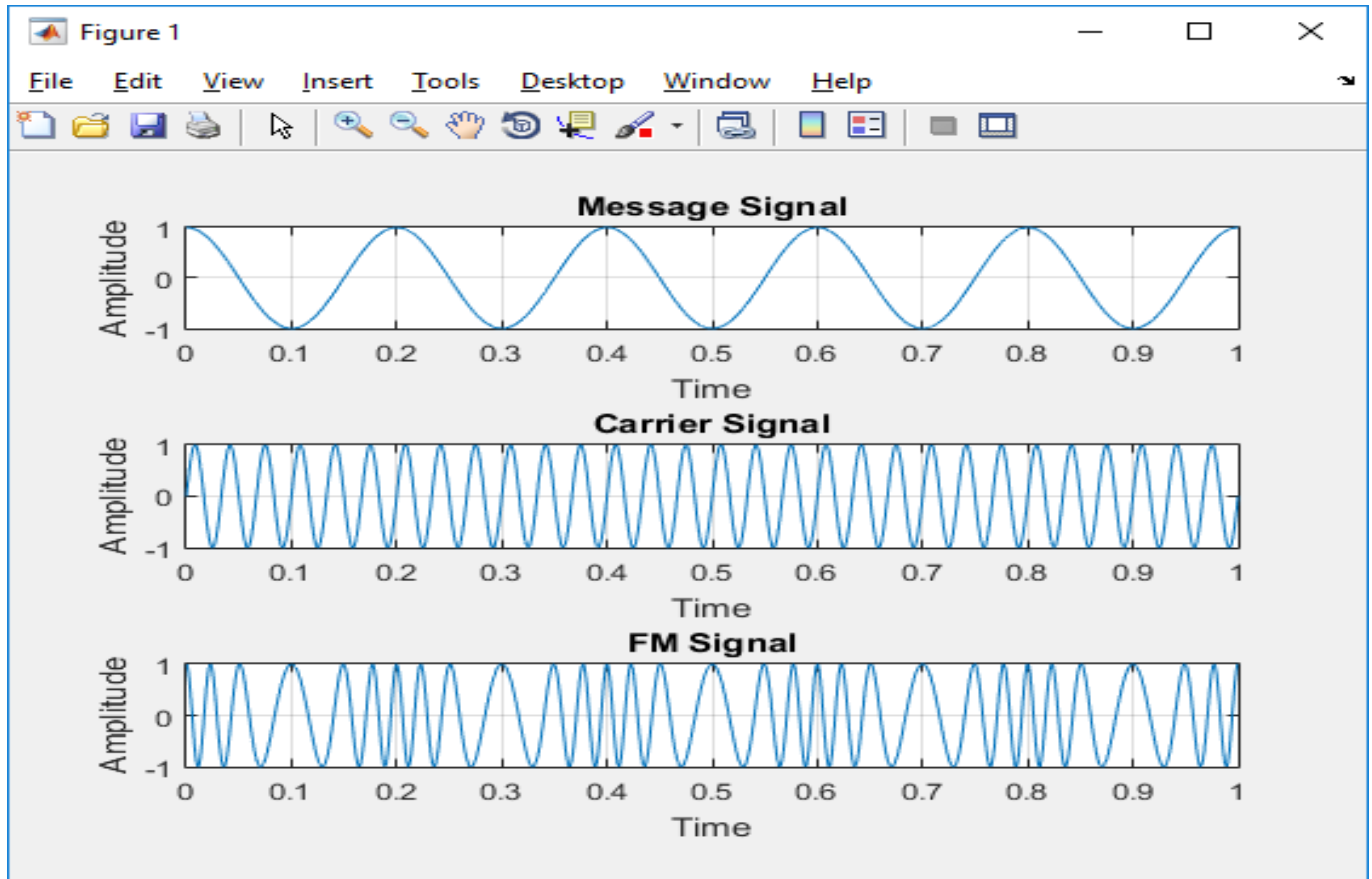 Figure 1
File Edit View Insert Tools Desktop Window Help
Message Signal
Amplitude
1
0
-1
0 0.1 0.2 0.3 0.4 0.5 0.6 0.7 0.8 0.9 1
Time
Carrier Signal
Amplitude
1
0
-1
0 0.1 0.2 0.3 0.4 0.5 0.6 0.7 0.8 0.9 1
Time
FM Signal
Amplitude
1
0
-1
0 0.1 0.2 0.3 0.4 0.5 0.6 0.7 0.8 0.9 1
Time